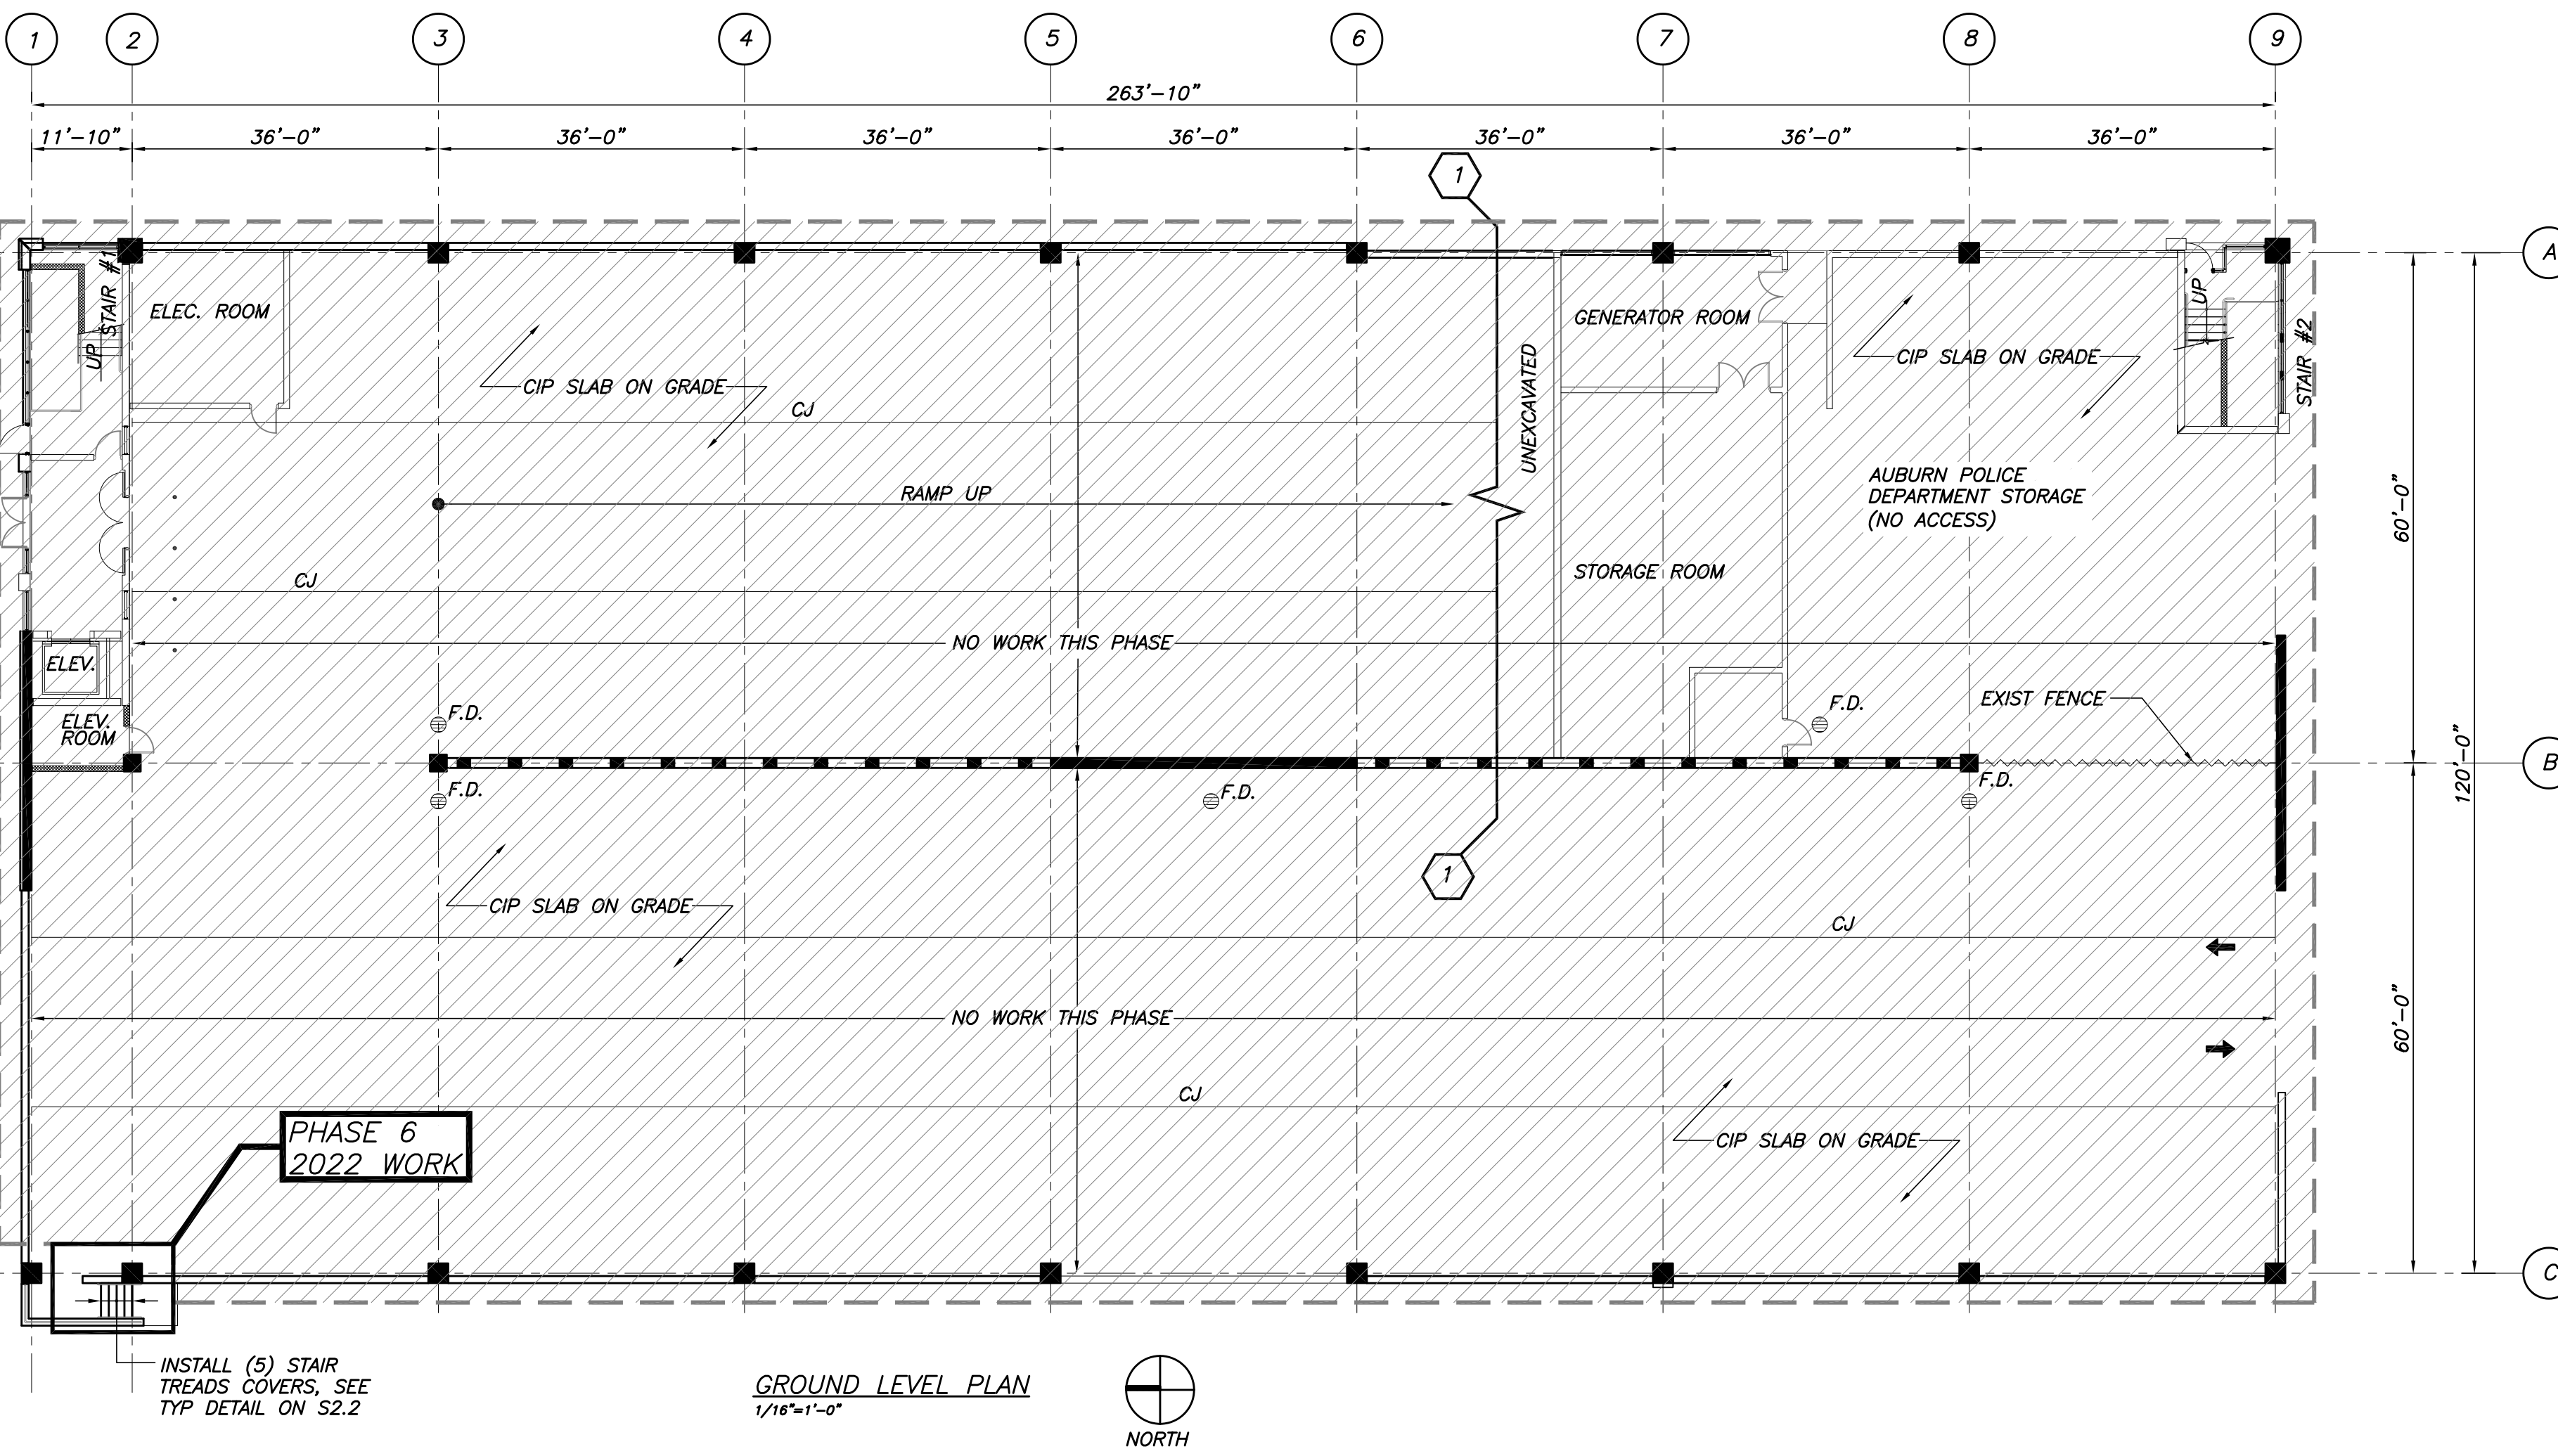 1 2 3 4 5 6 7 8 9
263'-10"
11'-10" 36'-0" 36'-0" 36'-0" 36'-0" 36'-0" 36'-0" 36'-0"
1
A
UP
STAIR #1
ELEC. ROOM
GENERATOR ROOM
UP
STAIR #2
CIP SLAB ON GRADE
CIP SLAB ON GRADE
CJ
UNEXCAVATED
AUBURN POLICE
DEPARTMENT STORAGE
(NO ACCESS)
RAMP UP
60'-0"
STORAGE ROOM
CJ
NO WORK THIS PHASE
ELEV.
EXIST FENCE
ELEV.
ROOM
F.D.
F.D.
B
120'-0"
F.D.
F.D.
F.D.
1
CIP SLAB ON GRADE
CJ
NO WORK THIS PHASE
60'-0"
CJ
PHASE 6
2022 WORK
CIP SLAB ON GRADE
C
INSTALL (5) STAIR
TREADS COVERS, SEE
TYP DETAIL ON S2.2
GROUND LEVEL PLAN
1/16"=1'-0"
NORTH